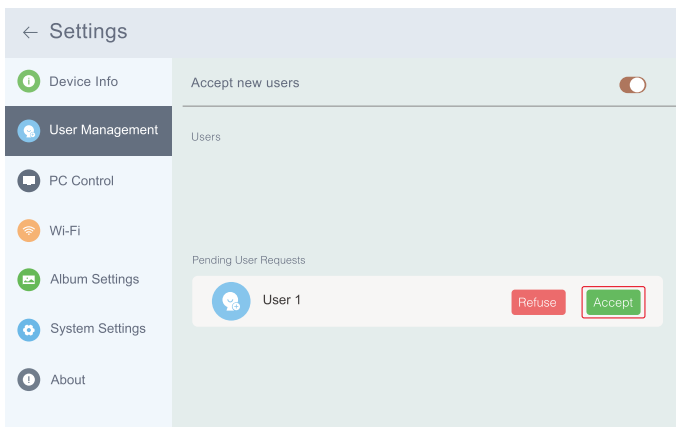 Settings
Device Info
User Management
PC Control
Wi-Fi
Album Settings
System Settings
About
Accept new users
Users
Pending User Requests
User 1
Refuse
Accept